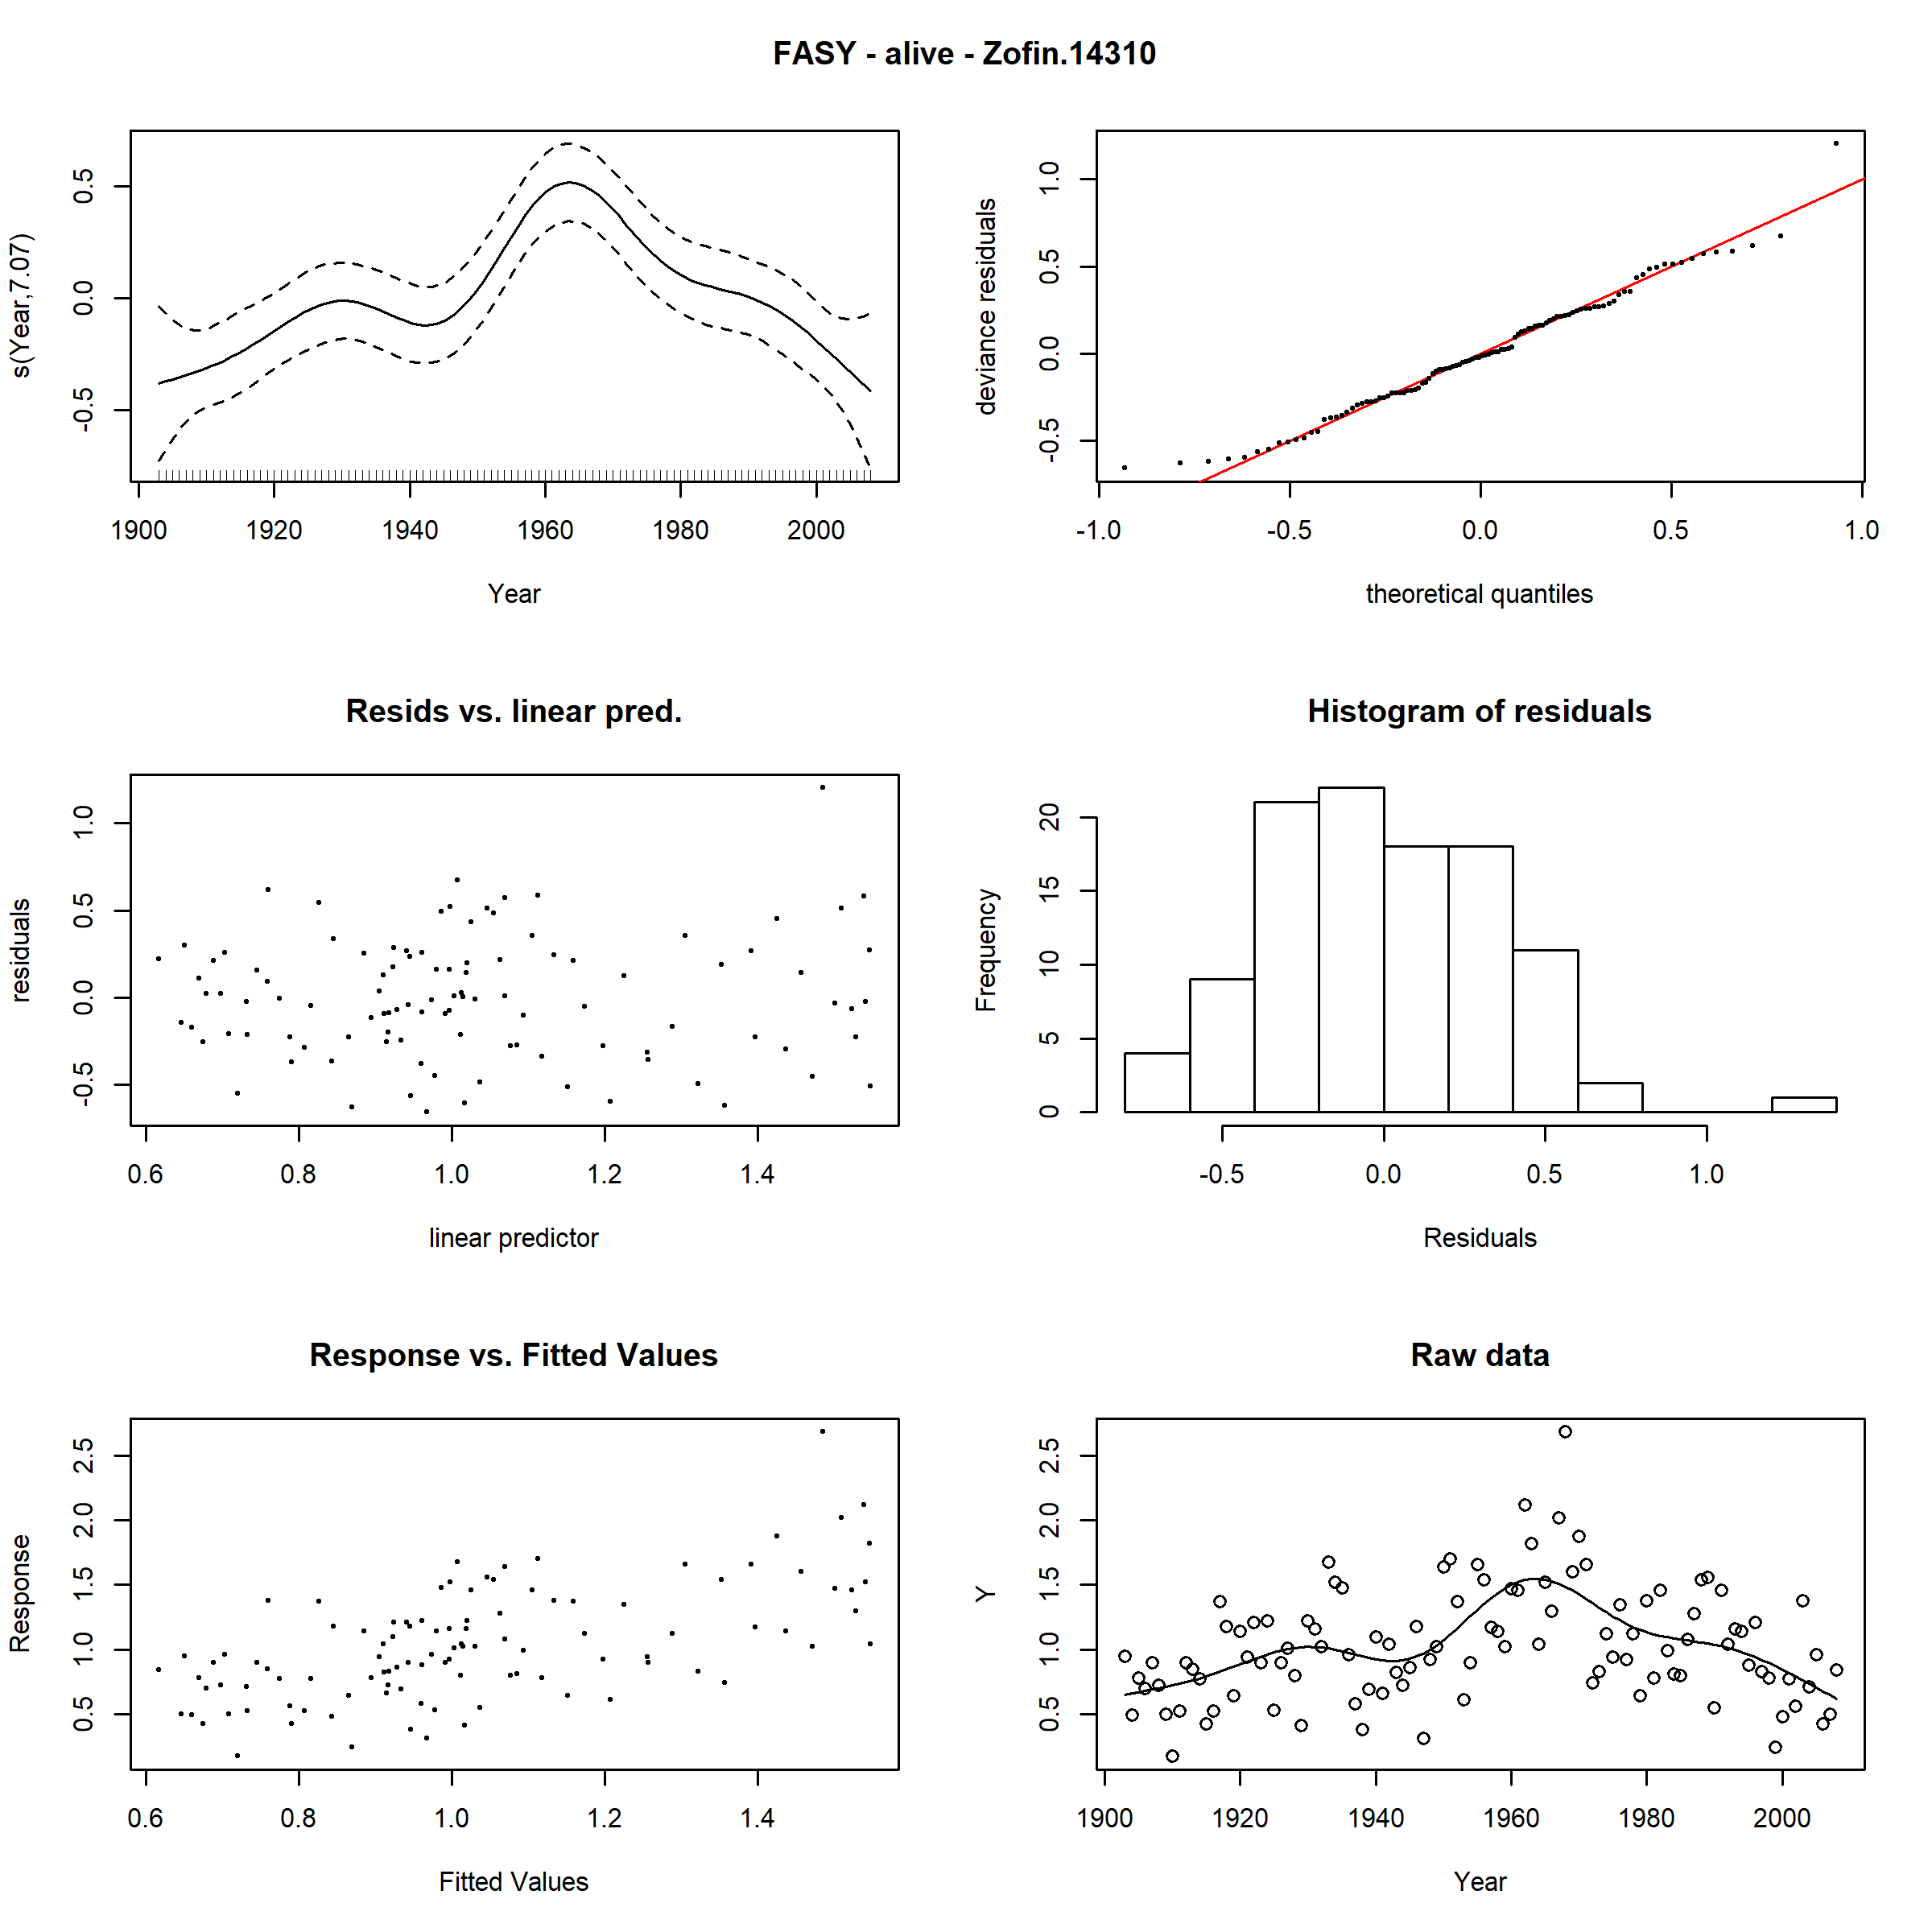 FASY - alive - Zofin.14310
s(Year,7.07)
0.5
0.0
-0.5
1900 1920 1940 1960 1980 2000
Year
deviance residuals
1.0
0.5
0.0
-0.5
-1.0 -0.5 0.0 0.5 1.0
theoretical quantiles
Resids vs. linear pred.
residuals
1.0
0.5
0.0
-0.5
0.6 0.8 1.0 1.2 1.4
linear predictor
Histogram of residuals
Frequency
20
15
10
5
0
-0.5 0.0 0.5 1.0
Residuals
Response vs. Fitted Values
Response
2.5
2.0
1.5
1.0
0.5
0.6 0.8 1.0 1.2 1.4
Fitted Values
Raw data
Y
2.5
2.0
1.5
1.0
0.5
1900 1920 1940 1960 1980 2000
Year